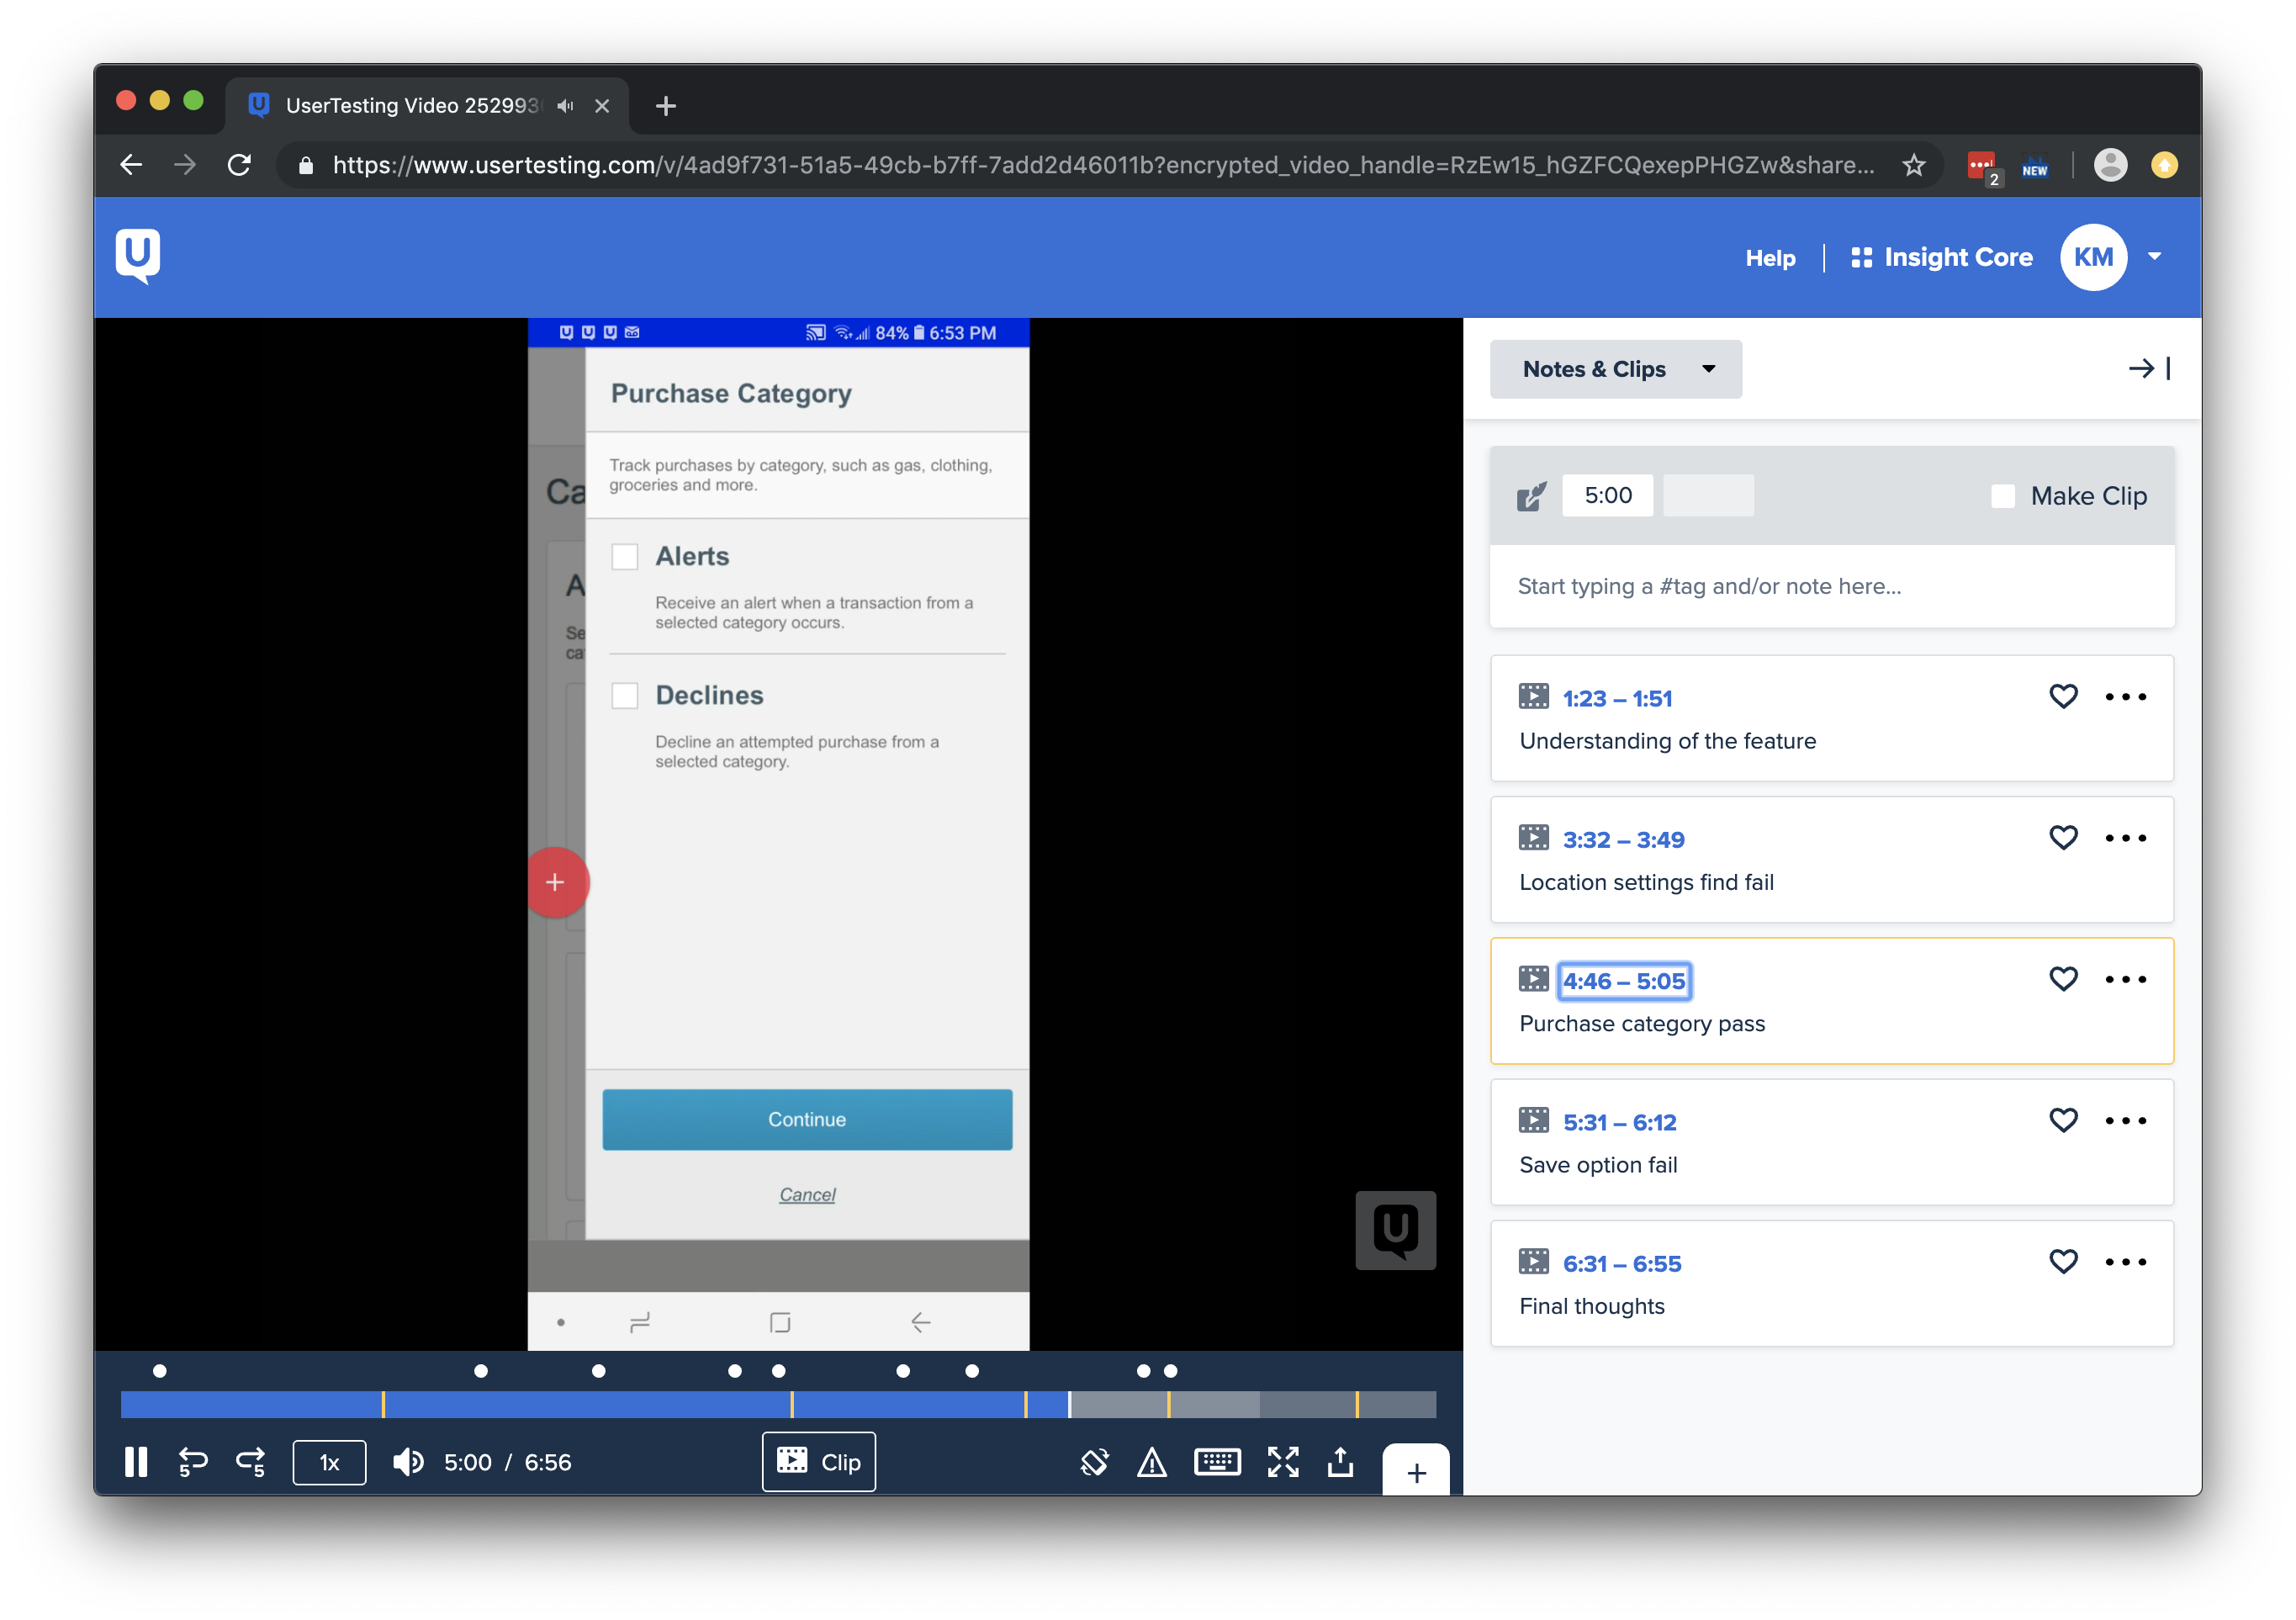 UserTesting Video 252993
https://www.usertesting.com/v/4ad9f731-51a5-49cb-b7ff-7add2d46011b?encrypted_video_handle=RzEw15_hGZFCQexepPHGZw&share...
2
NEW
U
Help
Insight Core
KM
84%
6:53 PM
Purchase Category
Track purchases by category, such as gas, clothing,
groceries and more.
Ca
A
Se
ca
Alerts
Receive an alert when a transaction from a
selected category occurs.
Declines
Decline an attempted purchase from a
selected category.
+
Continue
Cancel
U
Notes & Clips
5:00
Make Clip
Start typing a #tag and/or note here...
1:23 – 1:51
Understanding of the feature
3:32 – 3:49
Location settings find fail
4:46 – 5:05
Purchase category pass
5:31 – 6:12
Save option fail
6:31 – 6:55
Final thoughts
5
5
1x
5:00 / 6:56
Clip
+